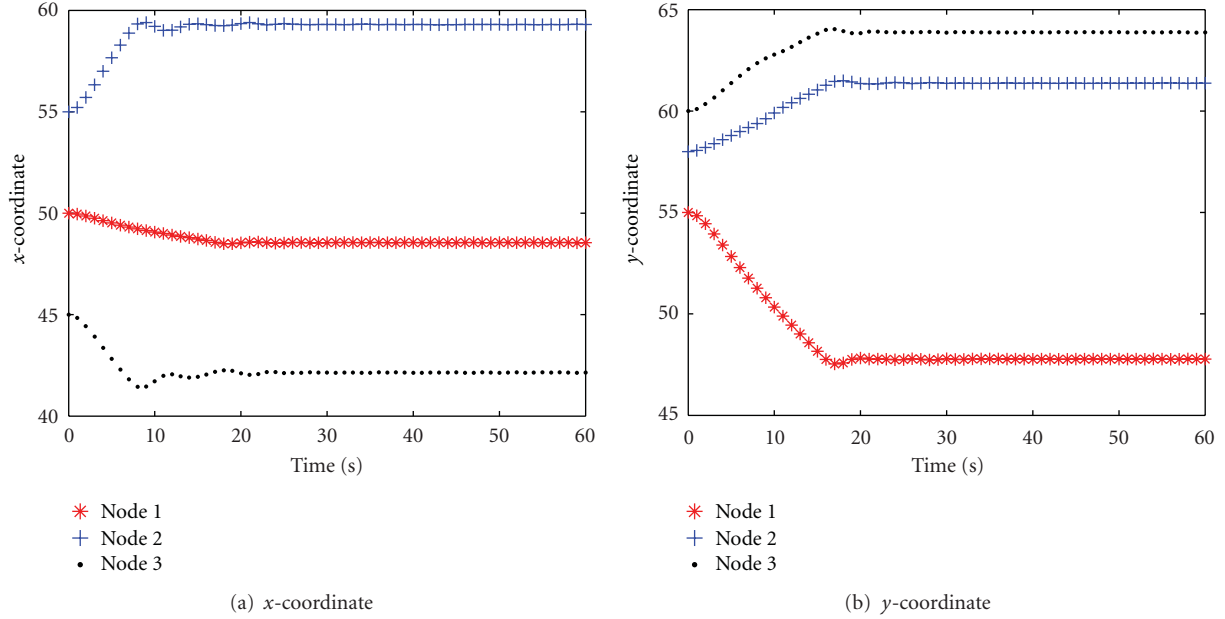 60
55
50
45
40
x-coordinate
0
10
20
30
40
50
60
Time (s)
Node 1
Node 2
Node 3
(a) x-coordinate
65
60
55
50
45
y-coordinate
0
10
20
30
40
50
60
Time (s)
Node 1
Node 2
Node 3
(b) y-coordinate